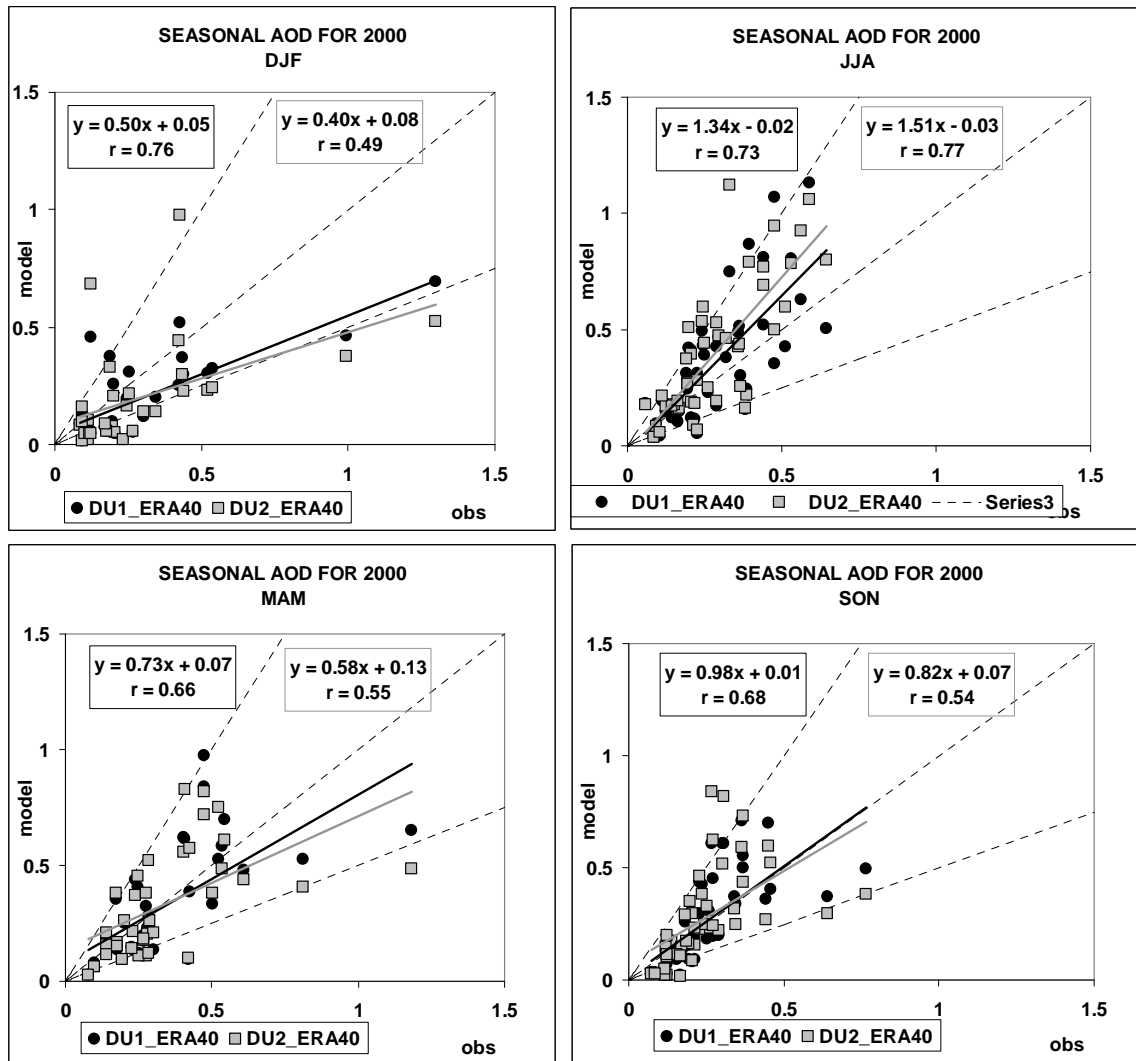 SEASONAL AOD FOR 2000
DJF
1.5
y = 0.50x + 0.05
r = 0.76
y = 0.40x + 0.08
r = 0.49
1
model
0.5
0
0 0.5 1 1.5
DU1_ERA40 DU2_ERA40
obs
SEASONAL AOD FOR 2000
JJA
1.5
y = 1.34x - 0.02
r = 0.73
y = 1.51x - 0.03
r = 0.77
1
model
0.5
0
0 0.5 1 1.5
DU1_ERA40 DU2_ERA40 Series3
obs
SEASONAL AOD FOR 2000
MAM
1.5
y = 0.73x + 0.07
r = 0.66
y = 0.58x + 0.13
r = 0.55
1
model
0.5
0
0 0.5 1 1.5
DU1_ERA40 DU2_ERA40
obs
SEASONAL AOD FOR 2000
SON
1.5
y = 0.98x + 0.01
r = 0.68
y = 0.82x + 0.07
r = 0.54
1
model
0.5
0
0 0.5 1 1.5
DU1_ERA40 DU2_ERA40
obs